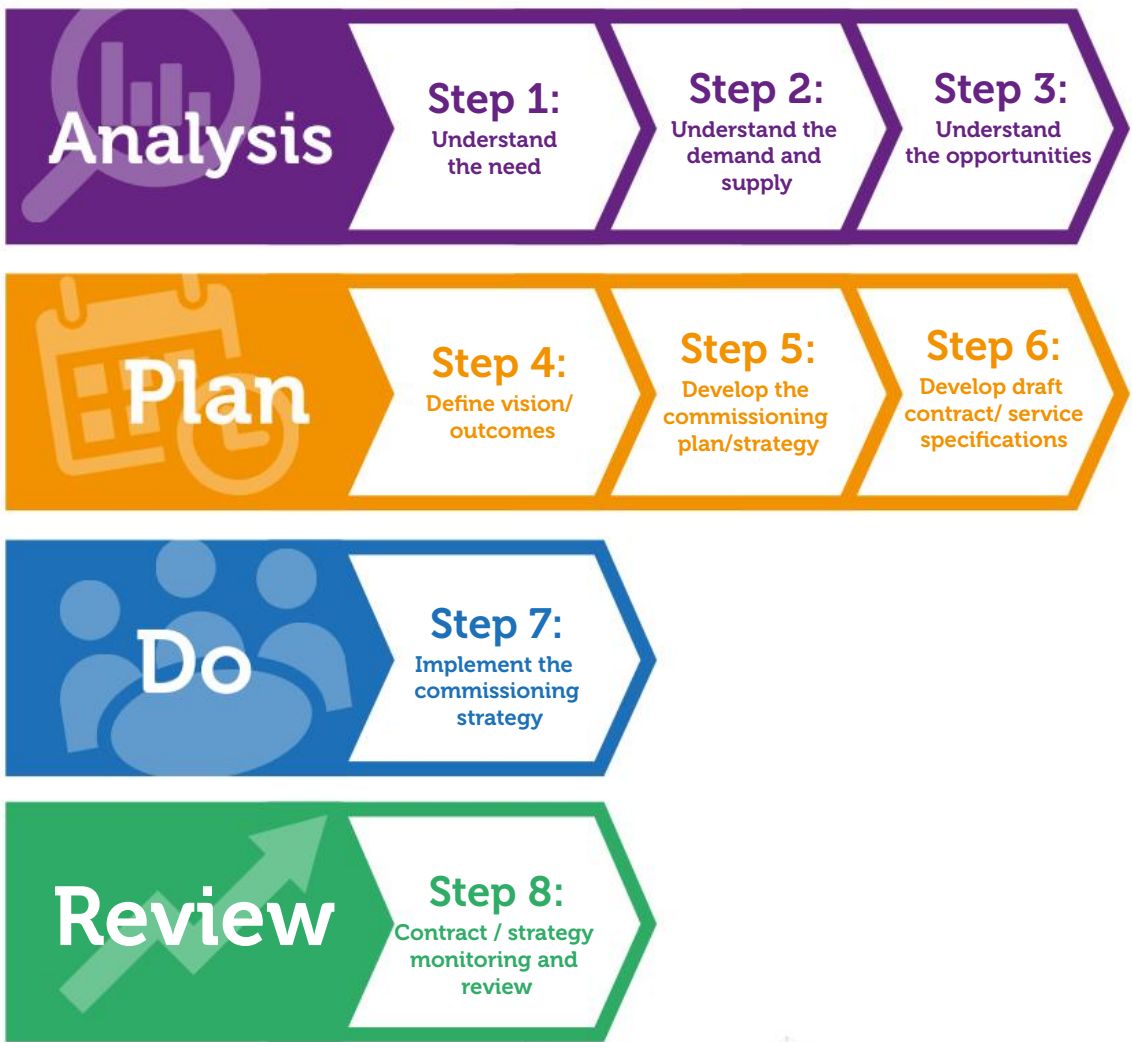 Analysis
Step 1:
Understand
the need
Step 2:
Understand the
demand and
supply
Step 3:
Understand
the opportunities
Plan
Step 4:
Define vision/
outcomes
Step 5:
Develop the
commissioning
plan/strategy
Step 6:
Develop draft
contract/ service
specifications
Do
Step 7:
Implement the
commissioning
strategy
Review
Step 8:
Contract / strategy
monitoring and
review